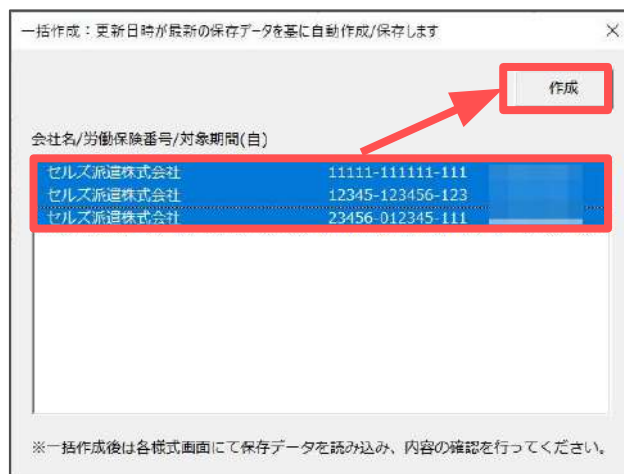 一括作成：更新日時が最新の保存データを基に自動作成/保存します
作成
会社名/労働保険番号/対象期間(自)
セルズ派遣株式会社 11111-111111-111
セルズ派遣株式会社 12345-123456-123
セルズ派遣株式会社 23456-012345-111
※一括作成後は各様式画面にて保存データを読み込み、内容の確認を行ってください。